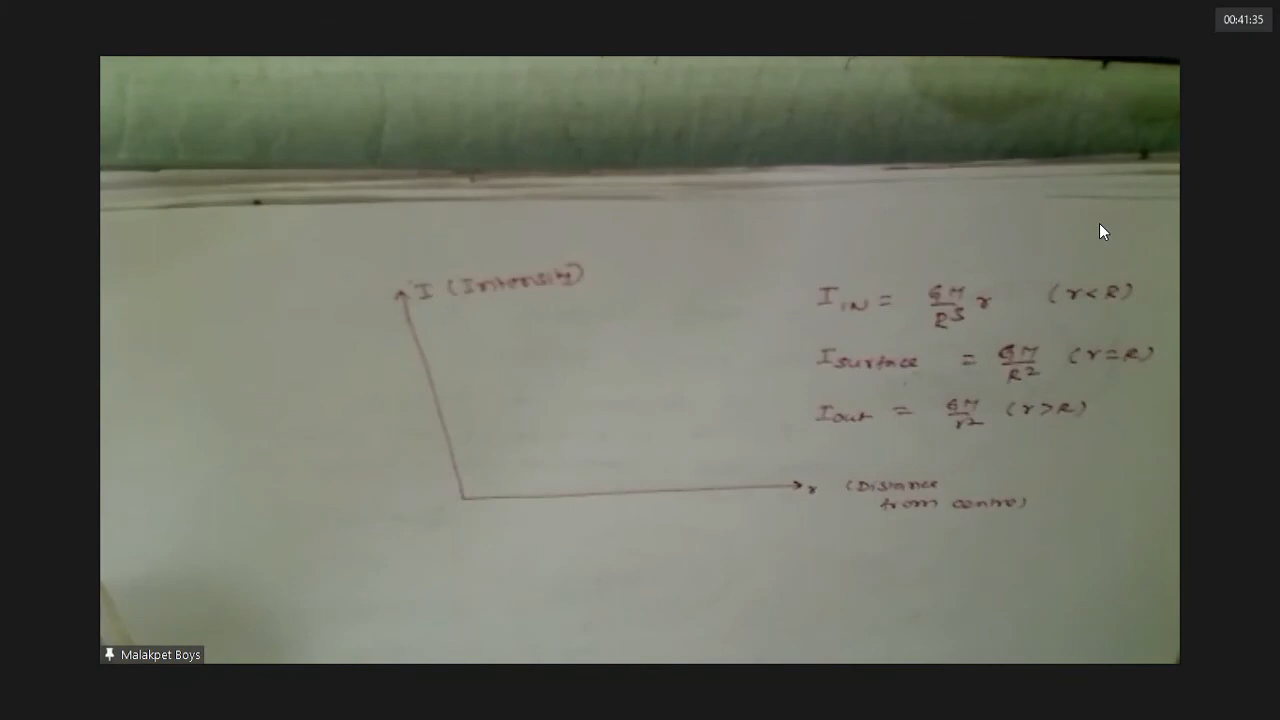 00:41:35
I (Intensity)
I_IN = GM/R³ r (r<R)
I_surface = GM/R² (r=R)
I_out = GM/r² (r>R)
r (Distance
from centre)
Malakpet Boys